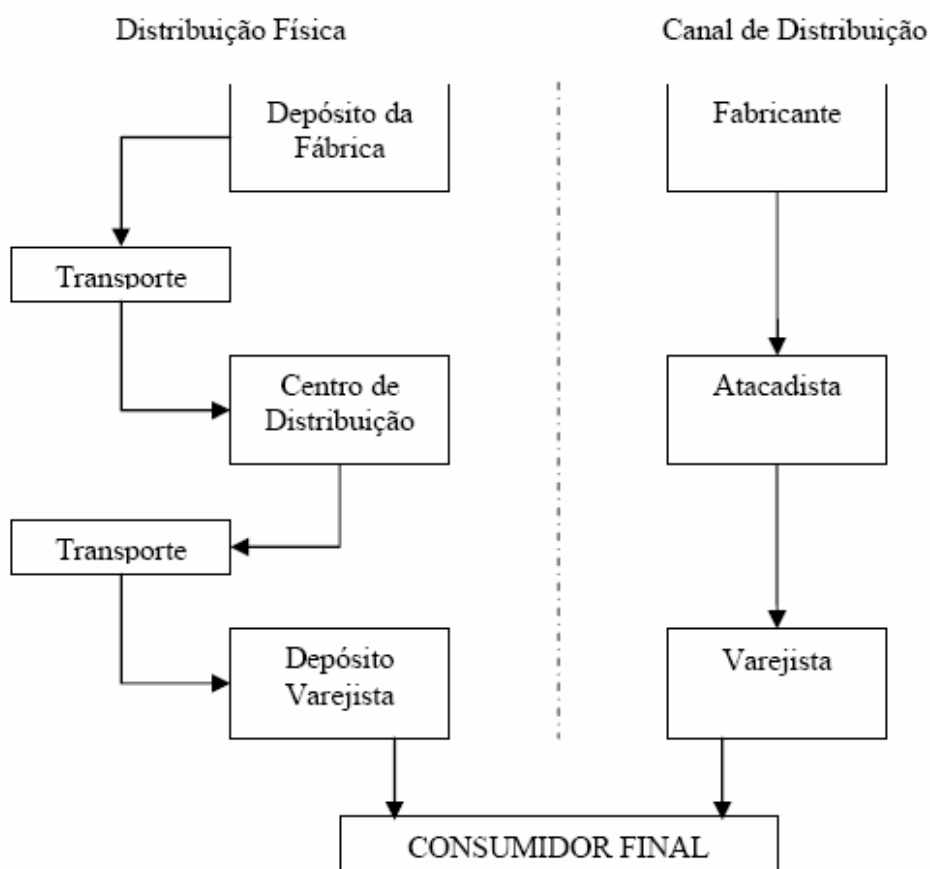 Distribuição Física
Canal de Distribuição
Depósito da
Fábrica
Fabricante
Transporte
Centro de
Distribuição
Atacadista
Transporte
Depósito
Varejista
Varejista
CONSUMIDOR FINAL